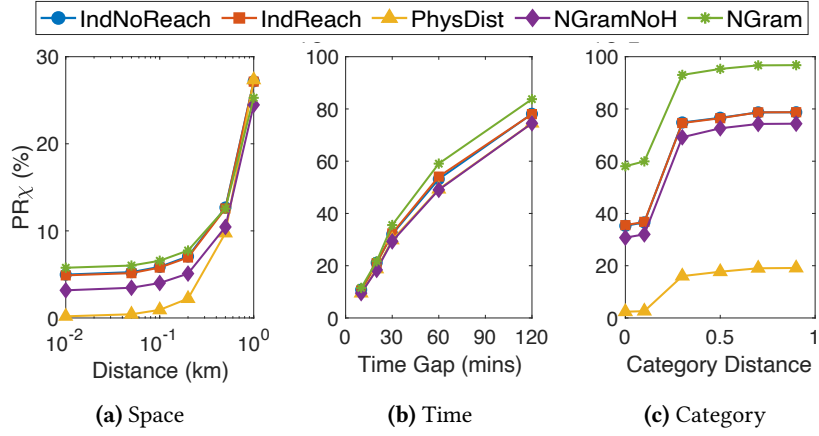 IndNoReach IndReach PhysDist NGramNoH NGram
PRχ (%)
30
20
10
0
10⁻² 10⁻¹ 10⁰
Distance (km)
(a) Space
100
80
60
40
20
0
0 30 60 90 120
Time Gap (mins)
(b) Time
100
80
60
40
20
0
0 0.5 1
Category Distance
(c) Category